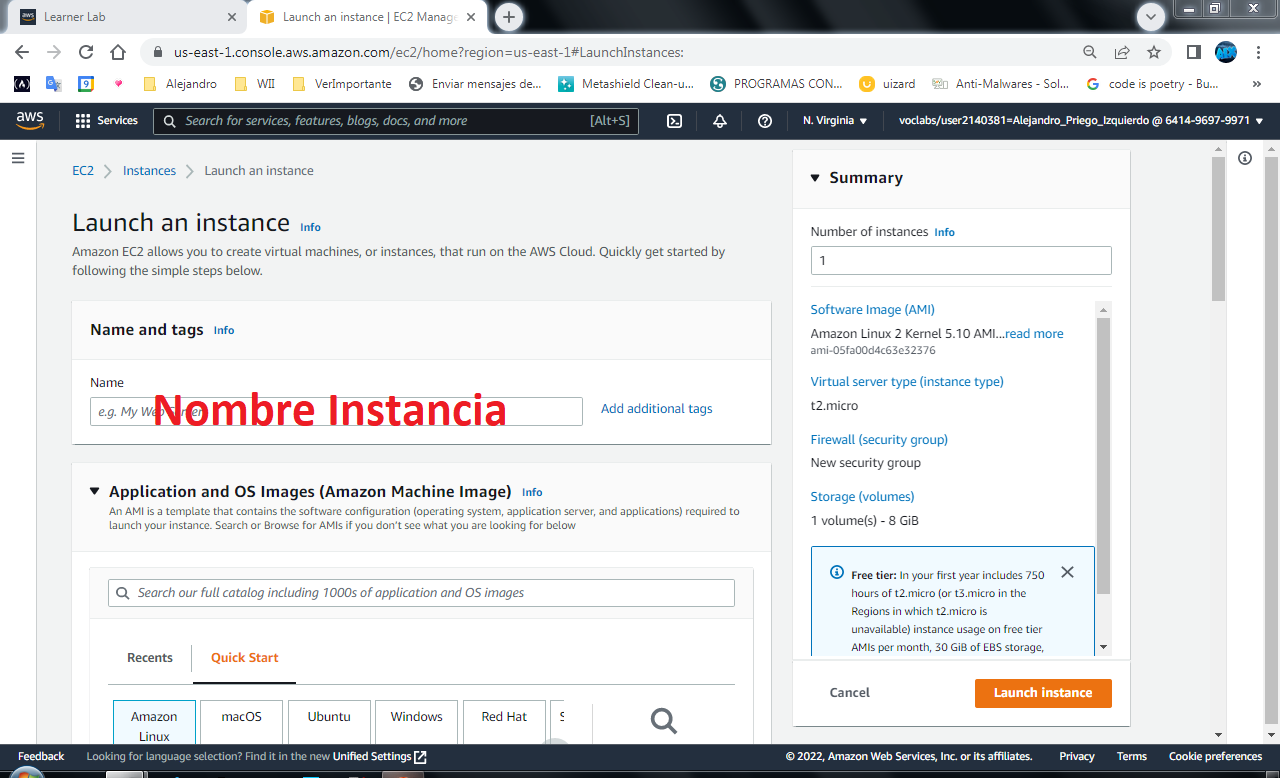 Learner Lab
Launch an instance | EC2 Manage
us-east-1.console.aws.amazon.com/ec2/home?region=us-east-1#LaunchInstances:
Alejandro
WII
VerImportante
Enviar mensajes de...
Metashield Clean-u...
PROGRAMAS CON...
uizard
Anti-Malwares - Sol...
code is poetry - Bu...
»
aws
Services
Search for services, features, blogs, docs, and more
[Alt+S]
N. Virginia
voclabs/user2140381=Alejandro_Priego_Izquierdo @ 6414-9697-9971
EC2
Instances
Launch an instance
Launch an instance Info
Amazon EC2 allows you to create virtual machines, or instances, that run on the AWS Cloud. Quickly get started by
following the simple steps below.
Name and tags Info
Name
e.g. My Web Server
Nombre Instancia
Add additional tags
Application and OS Images (Amazon Machine Image) Info
An AMI is a template that contains the software configuration (operating system, application server, and applications) required to
launch your instance. Search or Browse for AMIs if you don't see what you are looking for below
Search our full catalog including 1000s of application and OS images
Recents
Quick Start
Amazon
Linux
macOS
Ubuntu
Windows
Red Hat
S
Summary
Number of instances Info
1
Software Image (AMI)
Amazon Linux 2 Kernel 5.10 AMI...read more
ami-05fa00d4c63e32376
Virtual server type (instance type)
t2.micro
Firewall (security group)
New security group
Storage (volumes)
1 volume(s) - 8 GiB
Free tier: In your first year includes 750
hours of t2.micro (or t3.micro in the
Regions in which t2.micro is
unavailable) instance usage on free tier
AMIs per month, 30 GiB of EBS storage,
Cancel
Launch instance
Feedback
Looking for language selection? Find it in the new Unified Settings
© 2022, Amazon Web Services, Inc. or its affiliates.
Privacy
Terms
Cookie preferences